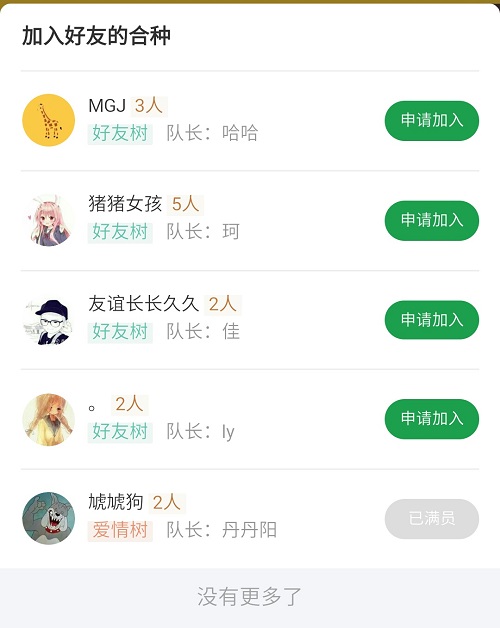 加入好友的合种
MGJ 3人
好友树 队长：哈哈
申请加入
猪猪女孩 5人
好友树 队长：珂
申请加入
友谊长长久久 2人
好友树 队长：佳
申请加入
。 2人
好友树 队长：ly
申请加入
虓虓狗 2人
爱情树 队长：丹丹阳
已满员
没有更多了